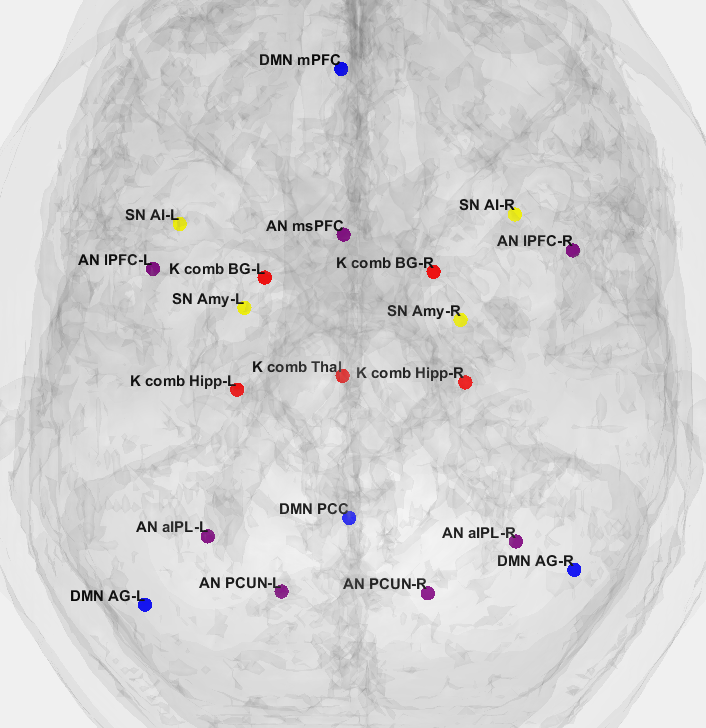 DMN mPFC
SN AI-L
SN AI-R
AN msPFC
AN lPFC-R
AN lPFC-L
K comb BG-L
K comb BG-R
SN Amy-L
SN Amy-R
K comb Thal
K comb Hipp-R
K comb Hipp-L
DMN PCC
AN aIPL-L
AN aIPL-R
DMN AG-R
AN PCUN-L
AN PCUN-R
DMN AG-L